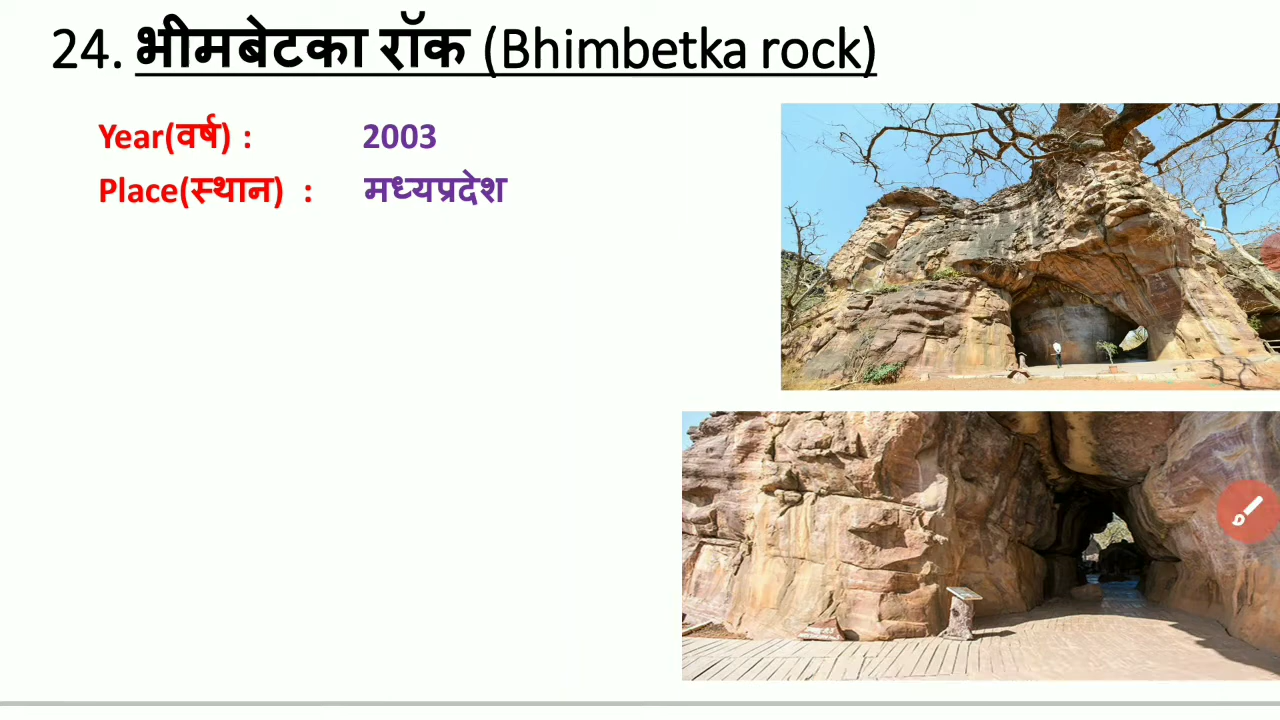 24. भीमबेटका रॉक (Bhimbetka rock)
Year(वर्ष) : 2003
Place(स्थान) : मध्यप्रदेश